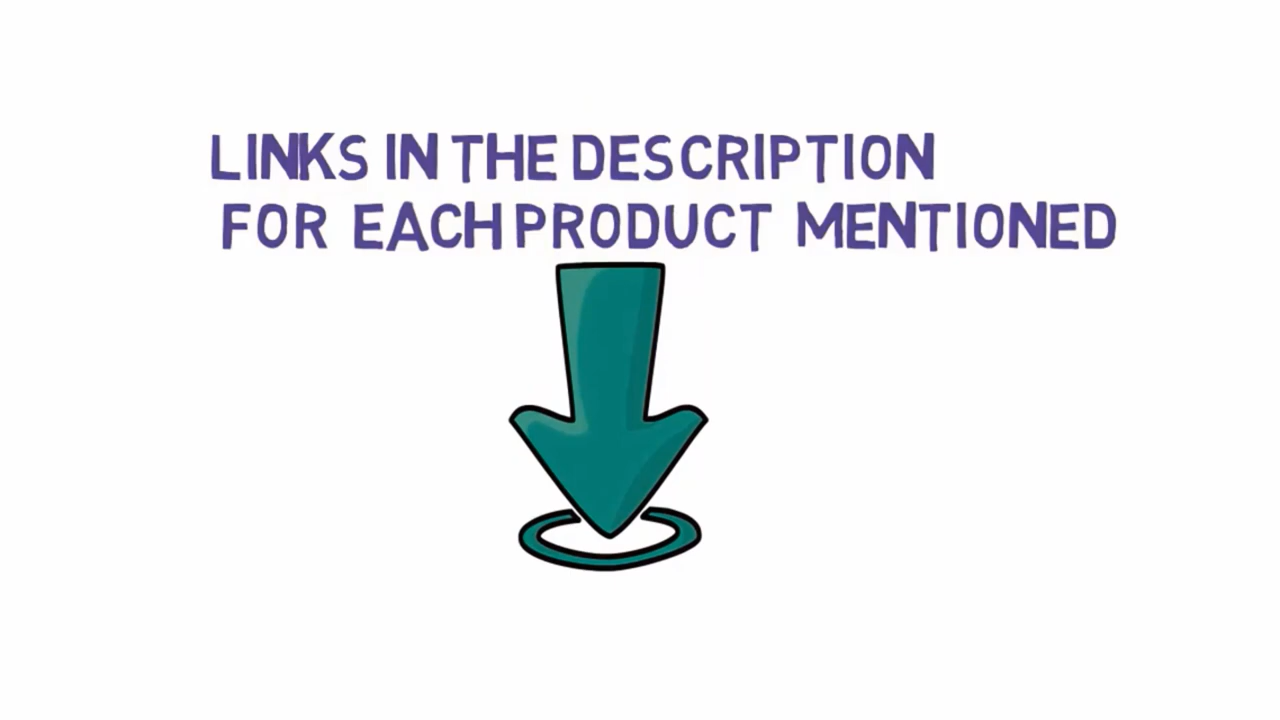 LINKS IN THE DESCRIPTION
FOR EACH PRODUCT MENTIONED